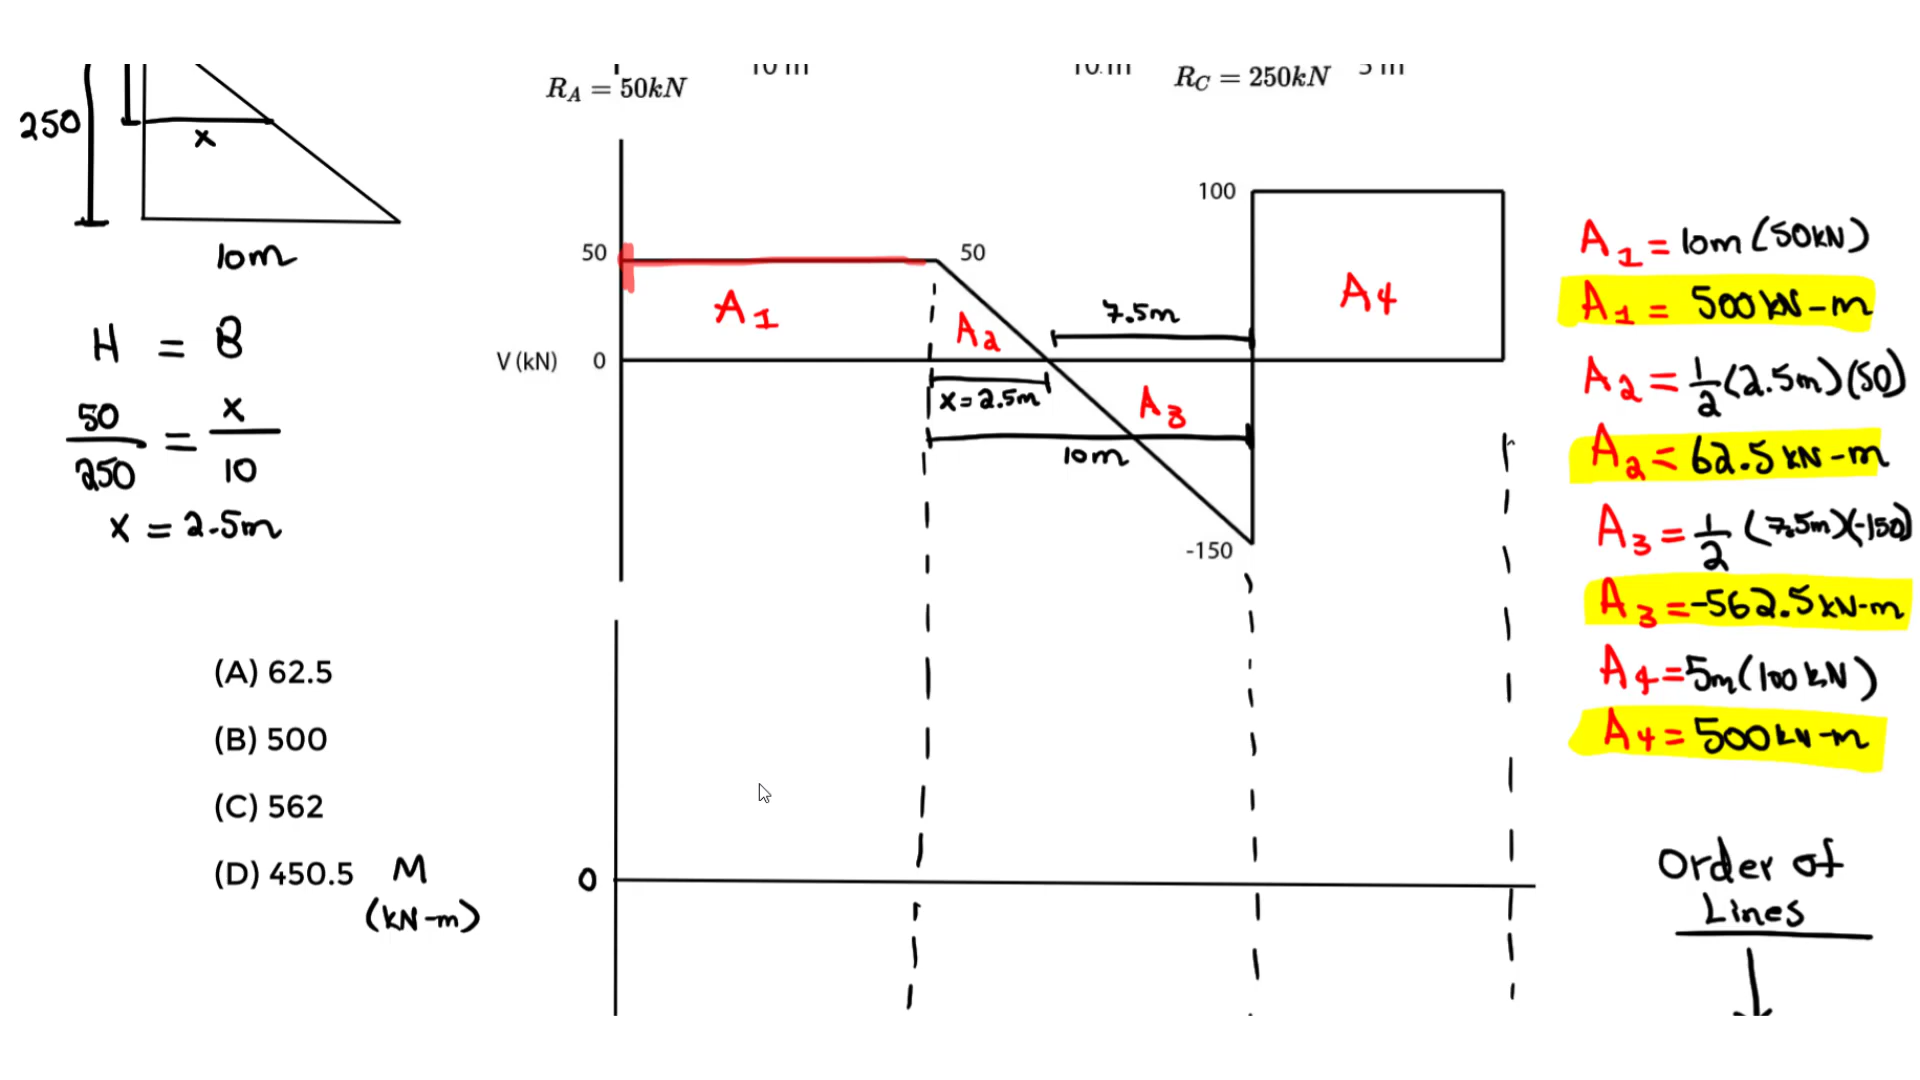 250
x
10m
H = B
50/250 = x/10
x = 2.5m
(A) 62.5
(B) 500
(C) 562
(D) 450.5
M
(kN-m)
R_A = 50kN
R_C = 250kN
100
50
50
7.5m
A1
A2
A4
V (kN)
0
x = 2.5m
A3
10m
-150
0
A1 = 10m (50kN)
A1 = 500 kN-m
A2 = 1/2 (2.5m)(50)
A2 = 62.5 kN-m
A3 = 1/2 (7.5m)(-150)
A3 = -562.5 kN-m
A4 = 5m(100kN)
A4 = 500 kN-m
Order of
Lines